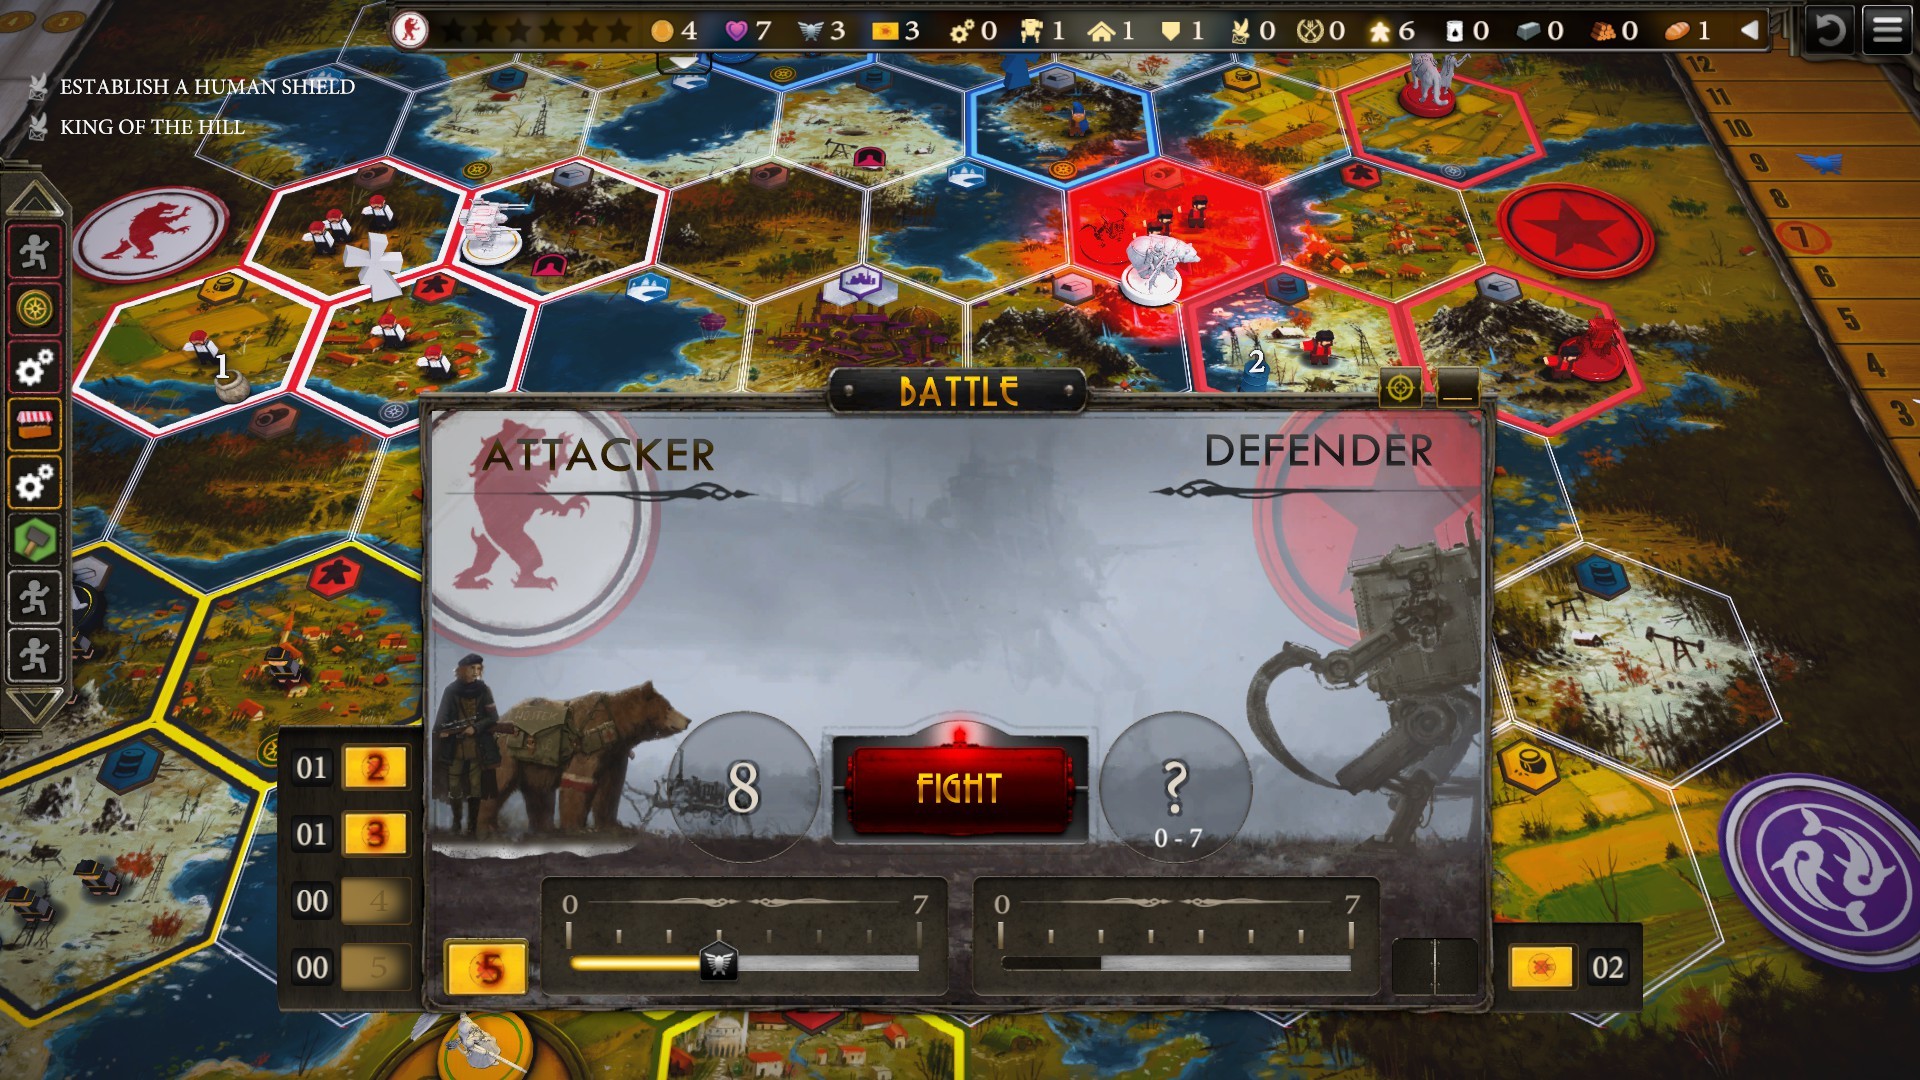 4 7 3 3 0 1 1 1 0 0 6 0 0 0 1
ESTABLISH A HUMAN SHIELD
KING OF THE HILL
12
11
10
9
8
7
6
5
4
3
1
2
BATTLE
ATTACKER
DEFENDER
01 2
01 3
00 4
00 5
8
FIGHT
?
0 - 7
0 7
0 7
5
02